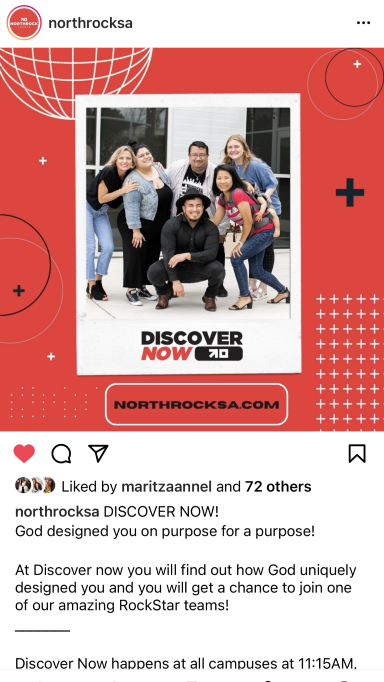 NO
NORTHROCK
northrocksa
DISCOVER
NOW
NORTHROCKSA.COM
Liked by maritzaannel and 72 others
northrocksa DISCOVER NOW!
God designed you on purpose for a purpose!
At Discover now you will find out how God uniquely
designed you and you will get a chance to join one
of our amazing RockStar teams!
Discover Now happens at all campuses at 11:15AM,